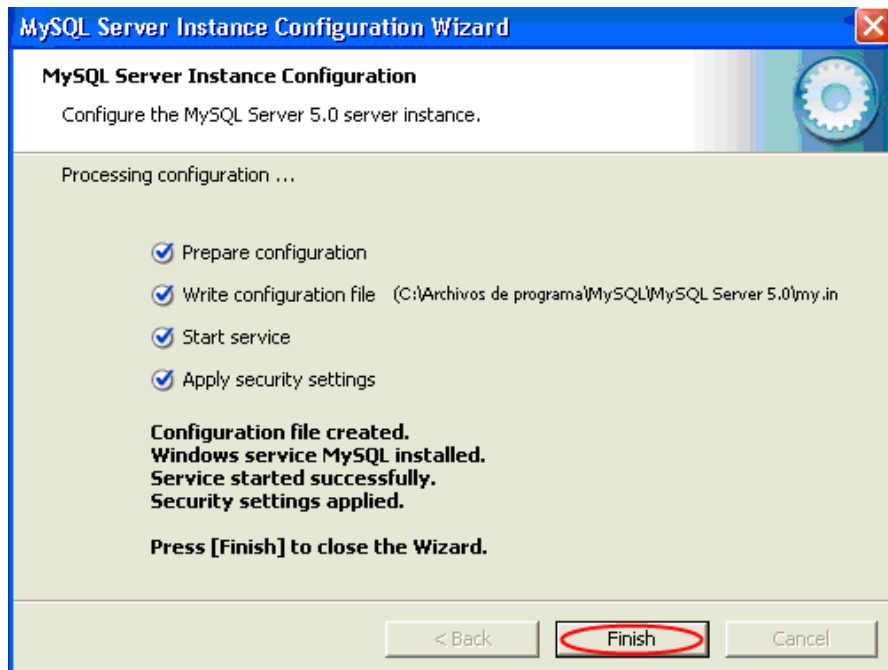 MySQL Server Instance Configuration Wizard
MySQL Server Instance Configuration
Configure the MySQL Server 5.0 server instance.
Processing configuration ...
Prepare configuration
Write configuration file (C:\Archivos de programa\MySQL\MySQL Server 5.0\my.in
Start service
Apply security settings
Configuration file created.
Windows service MySQL installed.
Service started successfully.
Security settings applied.
Press [Finish] to close the Wizard.
< Back Finish Cancel